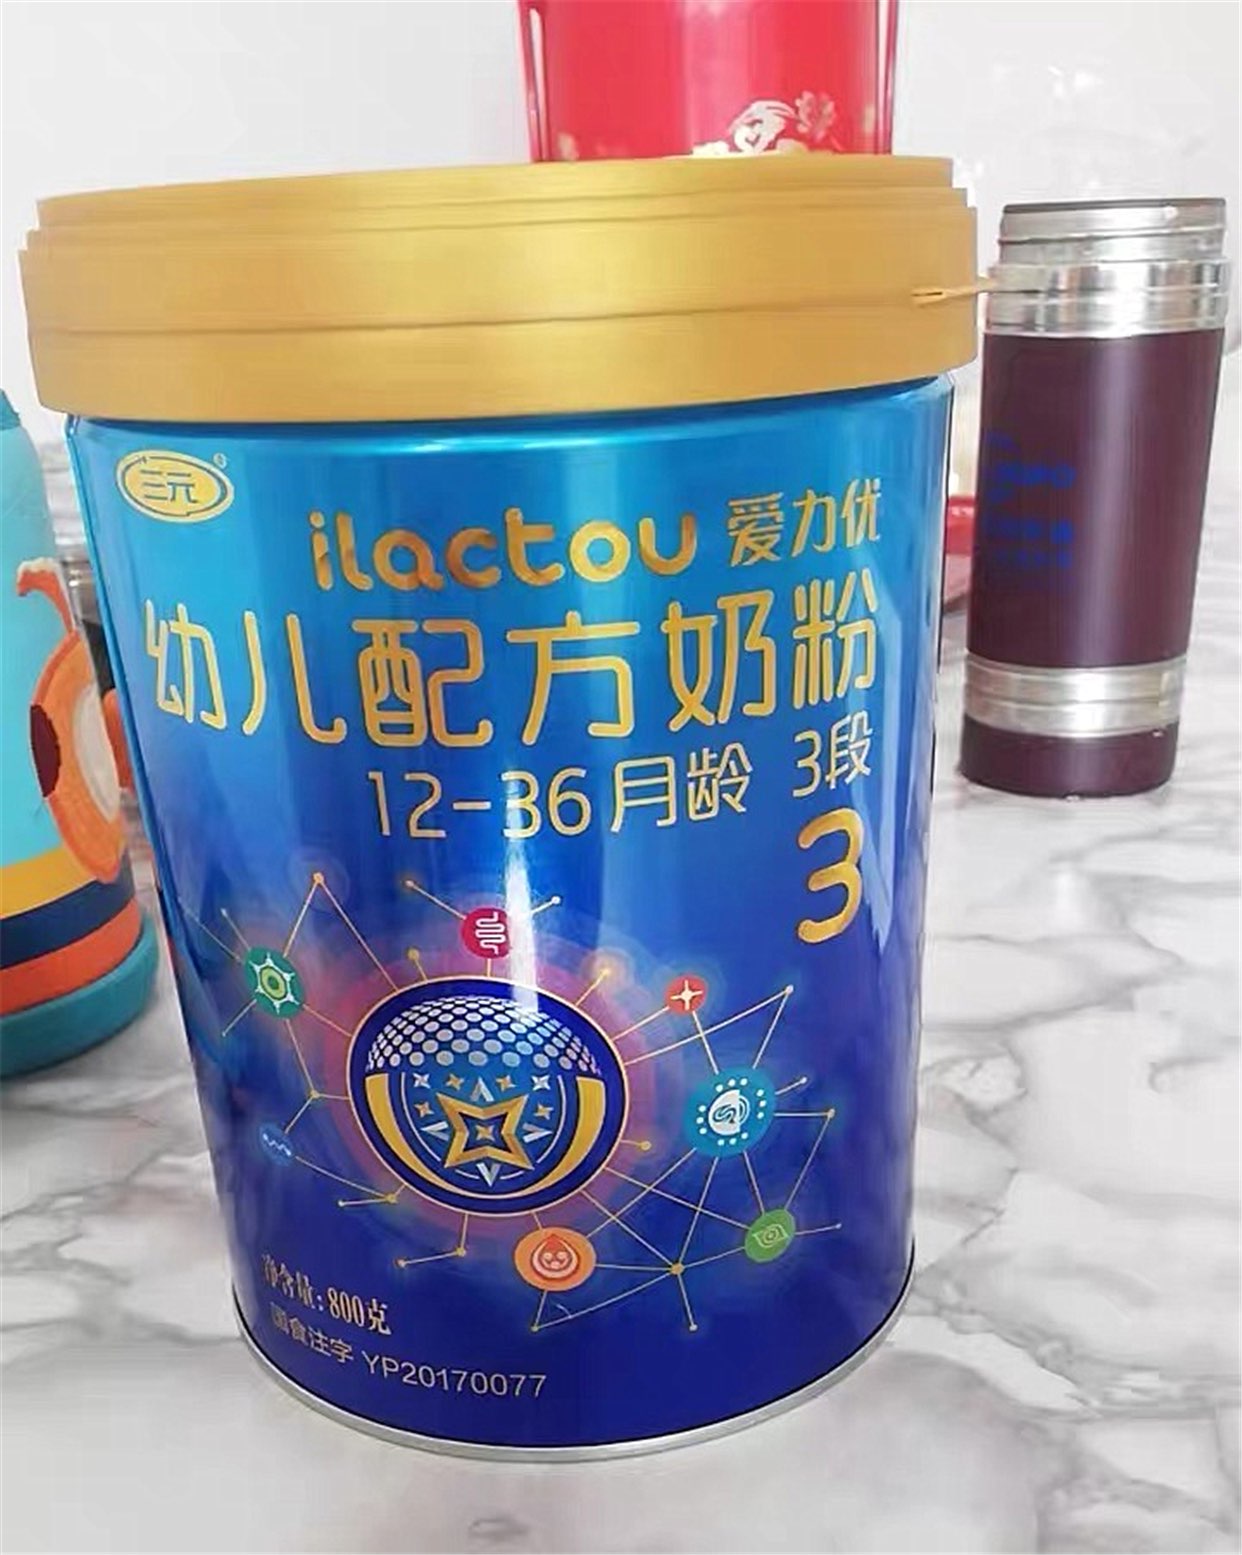 三元
ilactou 爱力优
幼儿配方奶粉
12-36月龄 3段
3
净含量:800克
国食注字 YP20170077